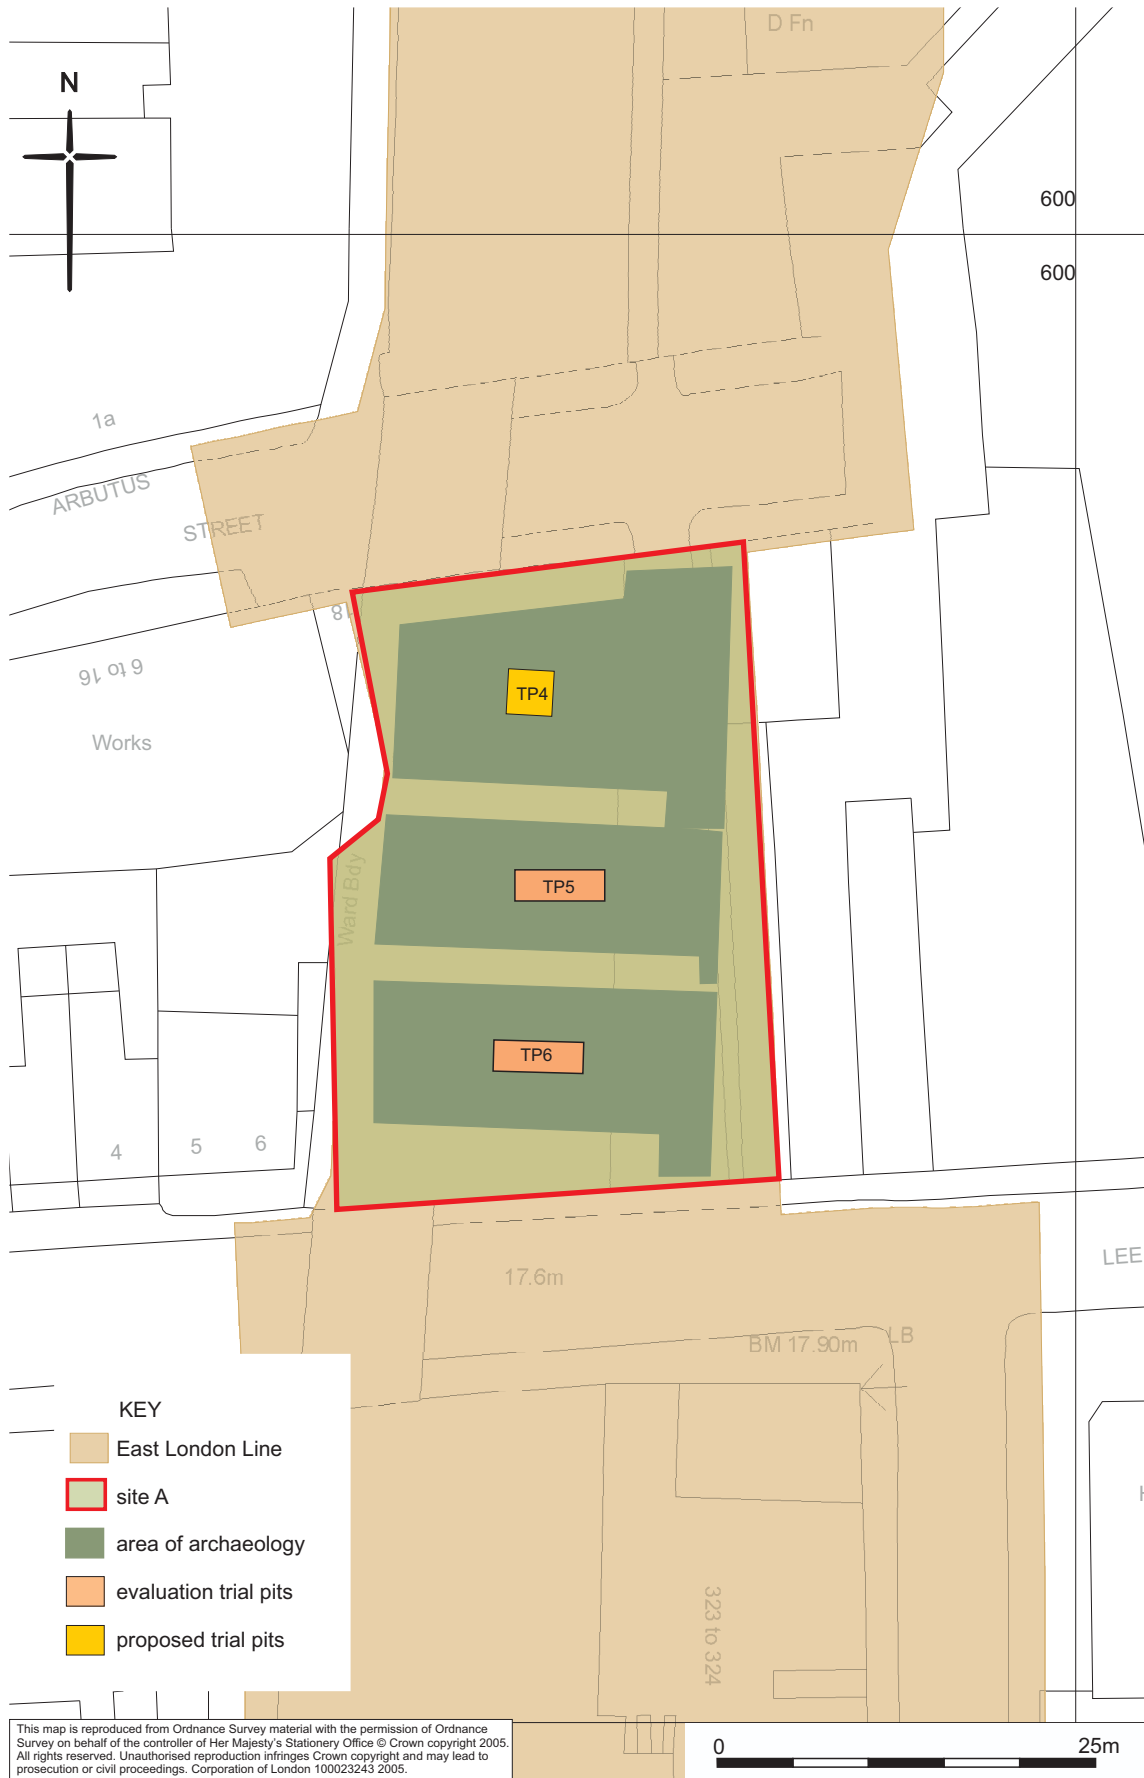 D Fn
N
600
600
1a
ARBUTUS
STREET
18
6 to 16
Works
TP4
Ward Bdy
TP5
TP6
4
5
6
17.6m
LEE
BM 17.90m
LB
H
323 to 324
KEY
East London Line
site A
area of archaeology
evaluation trial pits
proposed trial pits
This map is reproduced from Ordnance Survey material with the permission of Ordnance
Survey on behalf of the controller of Her Majesty's Stationery Office © Crown copyright 2005.
All rights reserved. Unauthorised reproduction infringes Crown copyright and may lead to
prosecution or civil proceedings. Corporation of London 100023243 2005.
0
25m